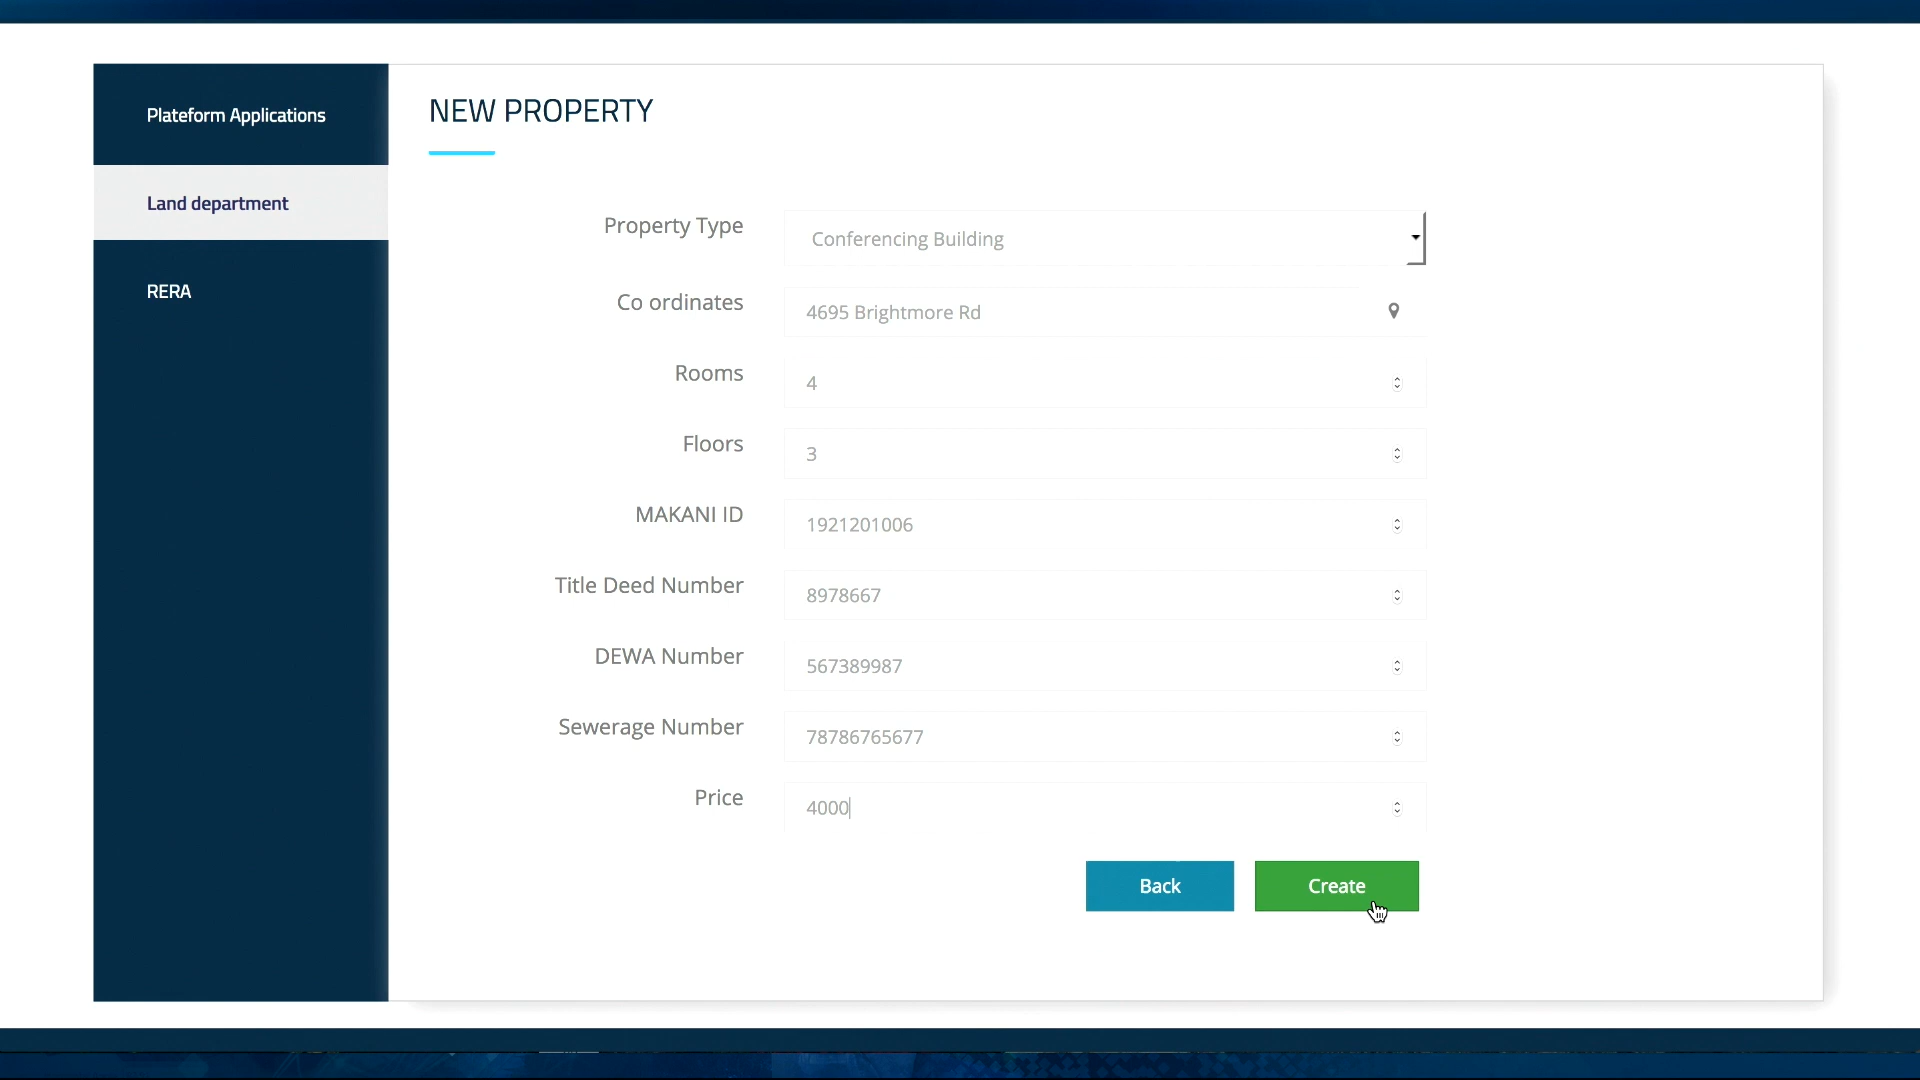 Plateform Applications
Land department
RERA
NEW PROPERTY
Property Type
Conferencing Building
Co ordinates
4695 Brightmore Rd
Rooms
4
Floors
3
MAKANI ID
1921201006
Title Deed Number
8978667
DEWA Number
567389987
Sewerage Number
78786765677
Price
4000
Back
Create